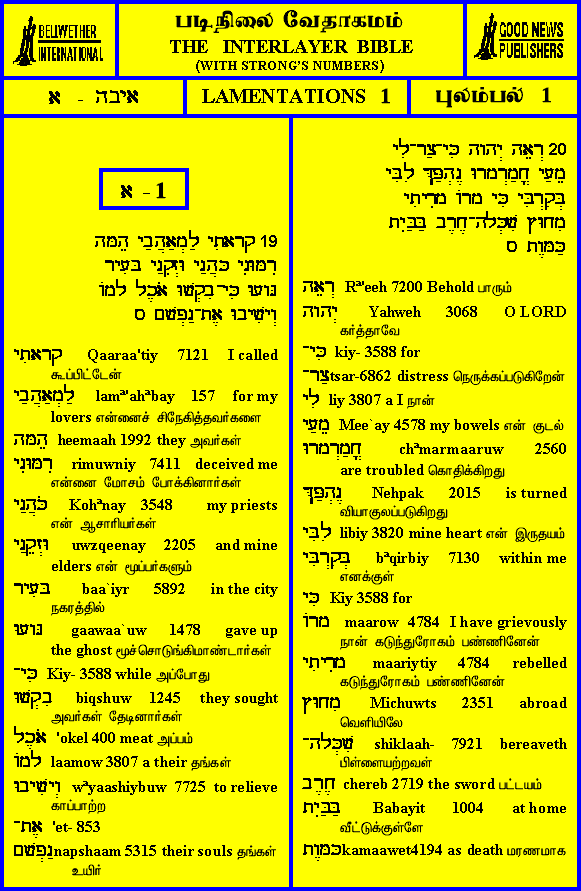 BELLWETHER
INTERNATIONAL
படிநிலை வேதாகமம்
THE INTERLAYER BIBLE
(WITH STRONG'S NUMBERS)
GOOD NEWS
PUBLISHERS
איכה - א
LAMENTATIONS 1
புலம்பல் 1
א - 1
19 קָרָאתִי לַמְאַהֲבַי הֵמָּה
רִמּוּנִי כֹּהֲנַי וּזְקֵנַי בָּעִיר
גָּוָעוּ כִּי־בִקְשׁוּ אֹכֶל לָמוֹ
וְיָשִׁיבוּ אֶת־נַפְשָׁם ס
קָרָאתִי Qaaraa'tiy 7121 I called
கூப்பிட்டேன்
לַמְאַהֲבַי lamª'ahªbay 157 for my
lovers என்னைச் சிநேகித்தவர்களை
הֵמָּה heemaah 1992 they அவர்கள்
רִמּוּנִי rimuwniy 7411 deceived me
என்னை மோசம் போக்கினார்கள்
כֹּהֲנַי Kohªnay 3548 my priests
என் ஆசாரியர்கள்
וּזְקֵנַי uwzqeenay 2205 and mine
elders என் மூப்பர்களும்
בָּעִיר baa`iyr 5892 in the city
நகரத்தில்
גָּוָעוּ gaawaa`uw 1478 gave up
the ghost மூச்சொடுங்கிமாண்டார்கள்
כִּי־ Kiy- 3588 while அப்போது
בִקְשׁוּ biqshuw 1245 they sought
அவர்கள் தேடினார்கள்
אֹכֶל 'okel 400 meat அப்பம்
לָמוֹ laamow 3807 a their தங்கள்
וְיָשִׁיבוּ wªyaashiybuw 7725 to relieve
காப்பாற்ற
אֶת־ 'et- 853
נַפְשָׁם napshaam 5315 their souls தங்கள்
உயிர்
20 רְאֵה יְהוָה כִּי־צַר־לִי
מֵעַי חֳמַרְמָרוּ נֶהְפַּךְ לִבִּי
בְּקִרְבִּי כִּי מָרוֹ מָרִיתִי
מִחוּץ שִׁכְּלָה־חֶרֶב בַּבַּיִת
כַּמָּוֶת ס
רְאֵה Rª'eeh 7200 Behold பாரும்
יְהוָה Yahweh 3068 O LORD
கர்த்தாவே
כִּי־ kiy- 3588 for
צַר־ tsar-6862 distress நெருக்கப்படுகிறேன்
לִי liy 3807 a I நான்
מֵעַי Mee`ay 4578 my bowels என் குடல்
חֳמַרְמָרוּ chªmarmaaruw 2560
are troubled கொதிக்கிறது
נֶהְפַּךְ Nehpak 2015 is turned
வியாகுலப்படுகிறது
לִבִּי libiy 3820 mine heart என் இருதயம்
בְּקִרְבִּי bªqirbiy 7130 within me
எனக்குள்
כִּי Kiy 3588 for
מָרוֹ maarow 4784 I have grievously
நான் கடுந்துரோகம் பண்ணினேன்
מָרִיתִי maariytiy 4784 rebelled
கடுந்துரோகம் பண்ணினேன்
מִחוּץ Michuwts 2351 abroad
வெளியிலே
שִׁכְּלָה־ shiklaah- 7921 bereaveth
பிள்ளையற்றவள்
חֶרֶב chereb 2719 the sword பட்டயம்
בַּבַּיִת Babayit 1004 at home
வீட்டுக்குள்ளே
כַּמָּוֶת kamaawet4194 as death மரணமாக